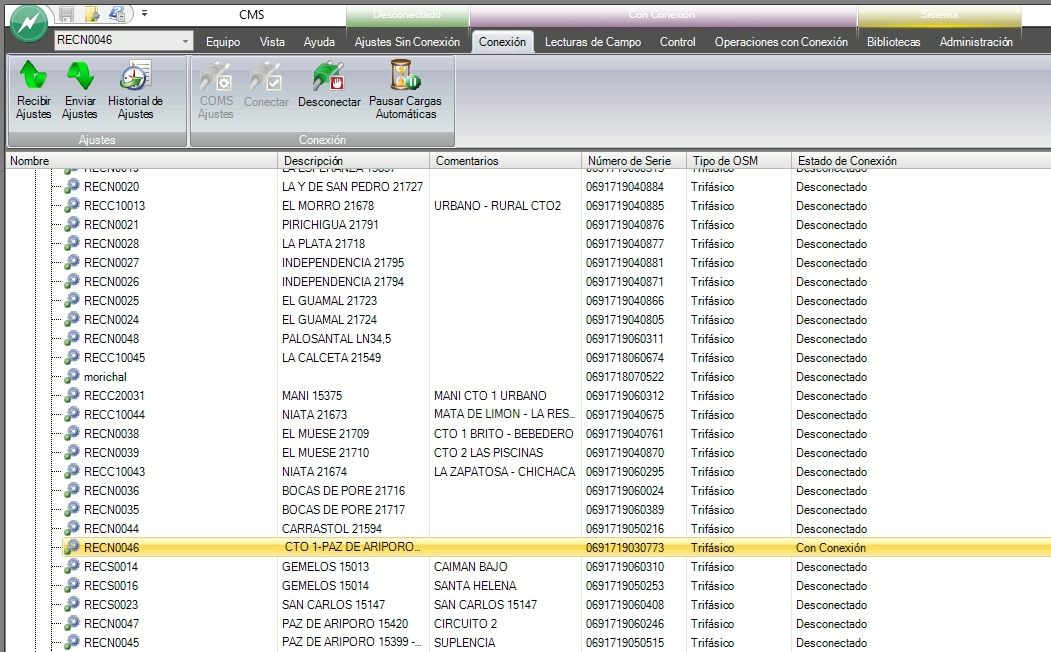 CMS
Desconectado
Con Conexión
Sistema
RECN0046
Equipo Vista Ayuda Ajustes Sin Conexión Conexión Lecturas de Campo Control Operaciones con Conexión Bibliotecas Administración
Recibir Ajustes
Enviar Ajustes
Historial de Ajustes
COMS Ajustes
Conectar
Desconectar
Pausar Cargas Automáticas
Ajustes
Conexión
Nombre Descripción Comentarios Número de Serie Tipo de OSM Estado de Conexión
RECN0020 LA Y DE SAN PEDRO 21727 0691719040884 Trifásico Desconectado
RECC10013 EL MORRO 21678 URBANO - RURAL CTO2 0691719040885 Trifásico Desconectado
RECN0021 PIRICHIGUA 21791 0691719040876 Trifásico Desconectado
RECN0028 LA PLATA 21718 0691719040877 Trifásico Desconectado
RECN0027 INDEPENDENCIA 21795 0691719040881 Trifásico Desconectado
RECN0026 INDEPENDENCIA 21794 0691719040871 Trifásico Desconectado
RECN0025 EL GUAMAL 21723 0691719040866 Trifásico Desconectado
RECN0024 EL GUAMAL 21724 0691719040805 Trifásico Desconectado
RECN0048 PALOSANTAL LN34,5 0691719060311 Trifásico Desconectado
RECC10045 LA CALCETA 21549 0691718060674 Trifásico Desconectado
morichal 0691718070522 Trifásico Desconectado
RECC20031 MANI 15375 MANI CTO 1 URBANO 0691719060312 Trifásico Desconectado
RECC10044 NIATA 21673 MATA DE LIMON - LA RES... 0691719040675 Trifásico Desconectado
RECN0038 EL MUESE 21709 CTO 1 BRITO - BEBEDERO 0691719040761 Trifásico Desconectado
RECN0039 EL MUESE 21710 CTO 2 LAS PISCINAS 0691719040870 Trifásico Desconectado
RECC10043 NIATA 21674 LA ZAPATOSA - CHICHACA 0691719060295 Trifásico Desconectado
RECN0036 BOCAS DE PORE 21716 0691719060024 Trifásico Desconectado
RECN0035 BOCAS DE PORE 21717 0691719060389 Trifásico Desconectado
RECN0044 CARRASTOL 21594 0691719050216 Trifásico Desconectado
RECN0046 CTO 1-PAZ DE ARIPORO... 0691719030773 Trifásico Con Conexión
RECS0014 GEMELOS 15013 CAIMAN BAJO 0691719060310 Trifásico Desconectado
RECS0016 GEMELOS 15014 SANTA HELENA 0691719050253 Trifásico Desconectado
RECS0023 SAN CARLOS 15147 SAN CARLOS 15147 0691719060408 Trifásico Desconectado
RECN0047 PAZ DE ARIPORO 15420 CIRCUITO 2 0691719060246 Trifásico Desconectado
RECN0045 PAZ DE ARIPORO 15399 -... SUPLENCIA 0691719050515 Trifásico Desconectado